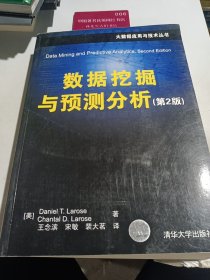 大数据应用与技术丛书
Data Mining and Predictive Analytics, Second Edition
数据挖掘
与预测分析(第2版)
[美] Daniel T. Larose 著
Chantal D. Larose
王念滨 宋敏 裴大茗 译
清华大学出版社